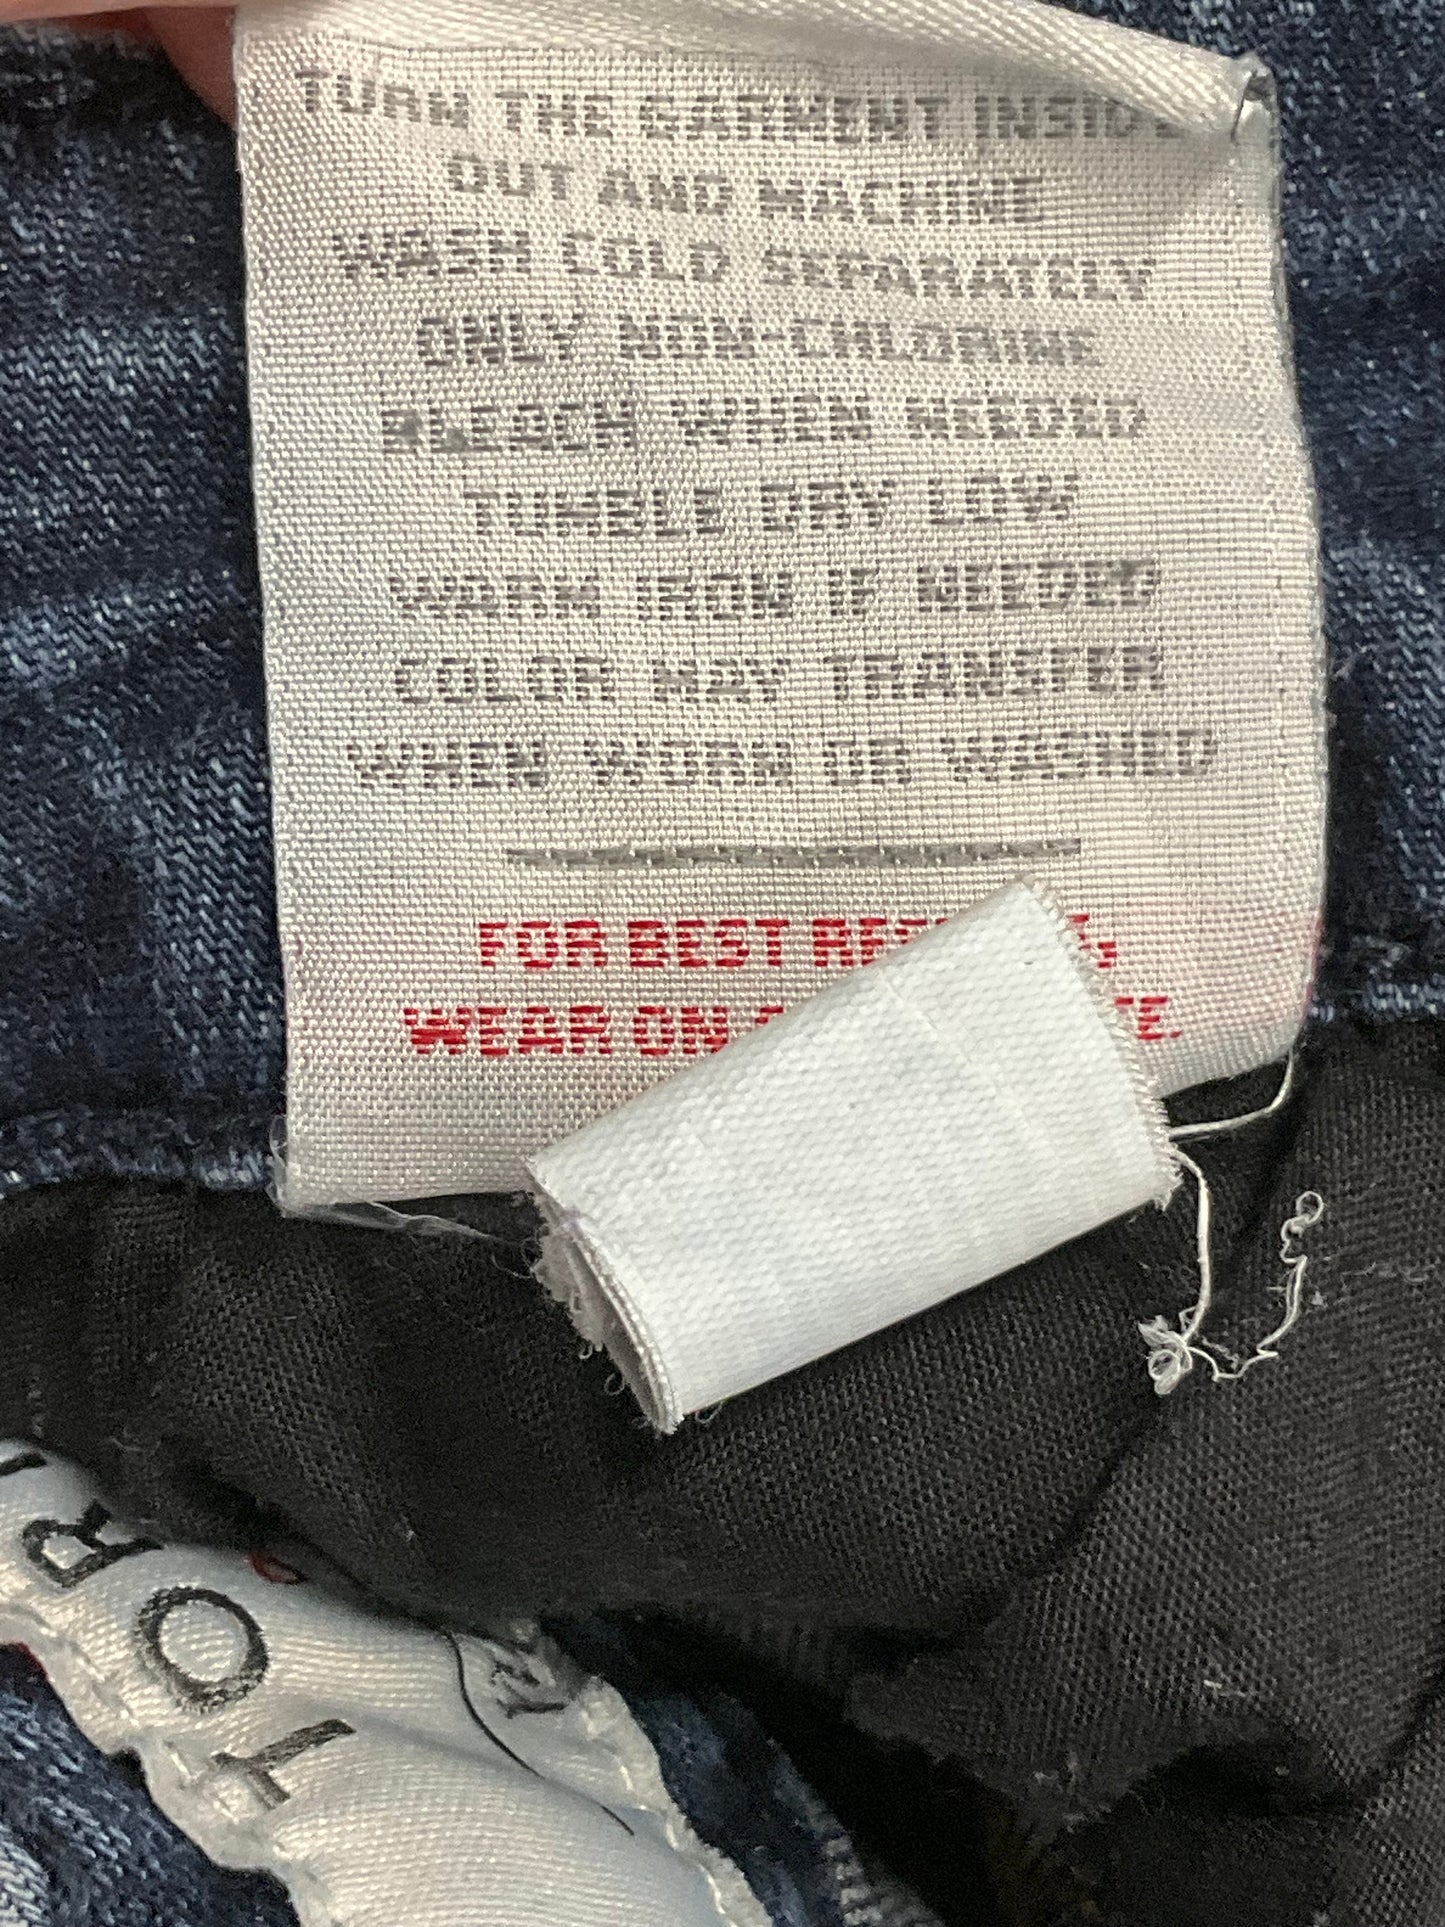 TURN THE GARMENT INSIDE
OUT AND MACHINE
WASH COLD SEPARATELY
ONLY NON-CHLORINE
BLEACH WHEN NEEDED
TUMBLE DRY LOW
WARM IRON IF NEEDED
COLOR MAY TRANSFER
WHEN WORN OR WASHED
FOR BEST
WEAR ON